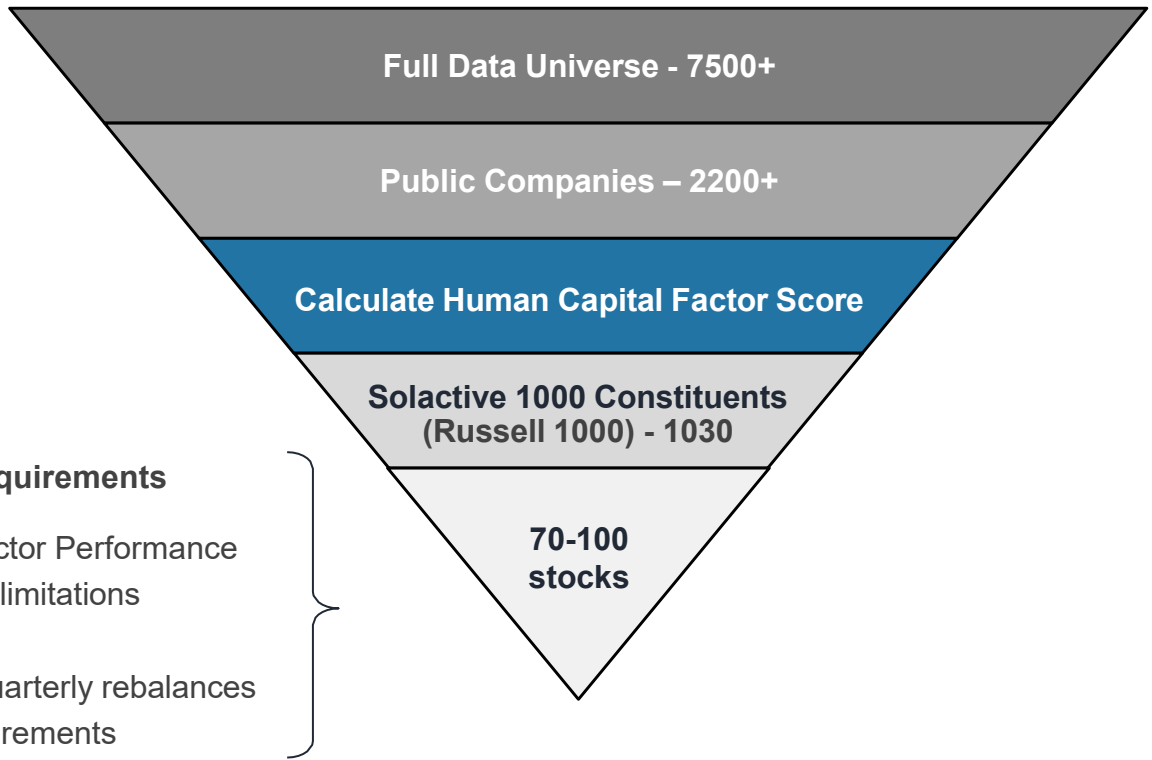 Full Data Universe - 7500+
Public Companies – 2200+
Calculate Human Capital Factor Score
Solactive 1000 Constituents
(Russell 1000) - 1030
70-100
stocks
quirements
ctor Performance
limitations
uarterly rebalances
rements